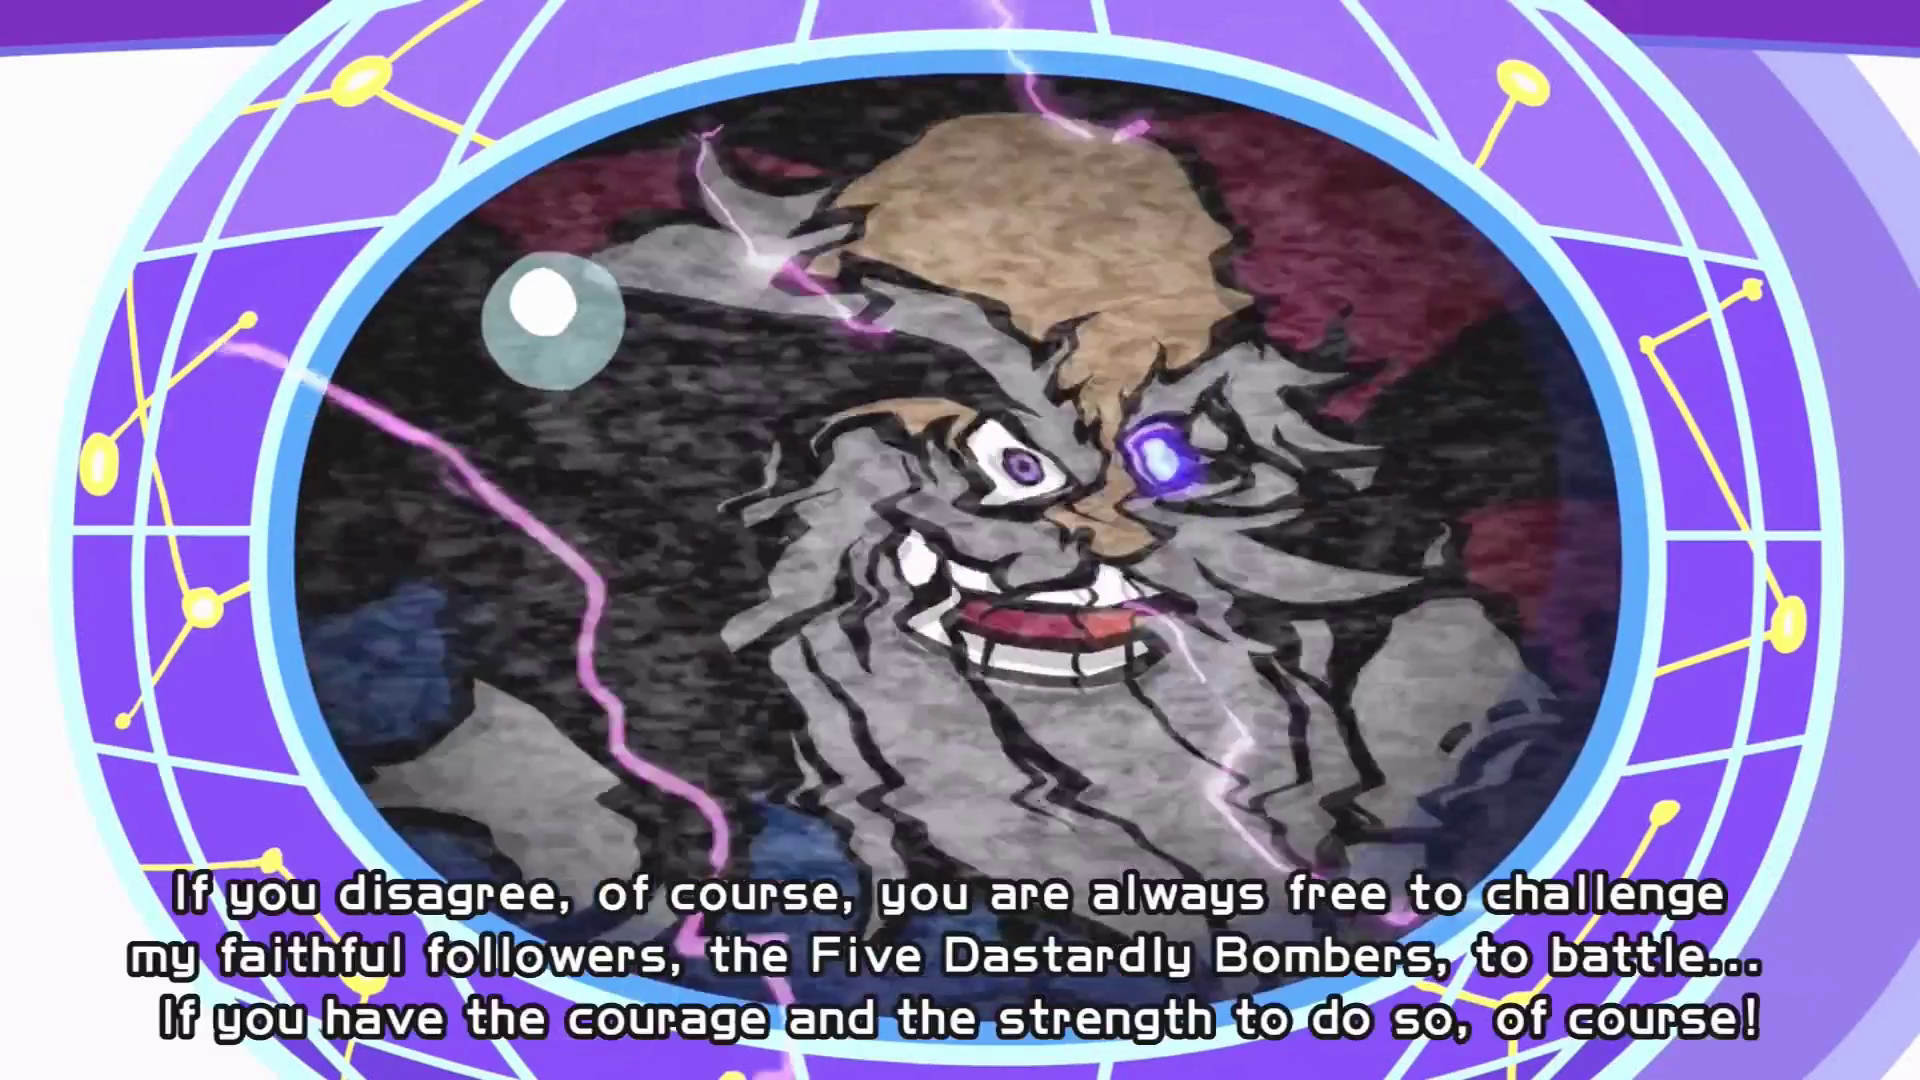 If you disagree, of course, you are always free to challenge
my faithful followers, the Five Dastardly Bombers, to battle...
If you have the courage and the strength to do so, of course!